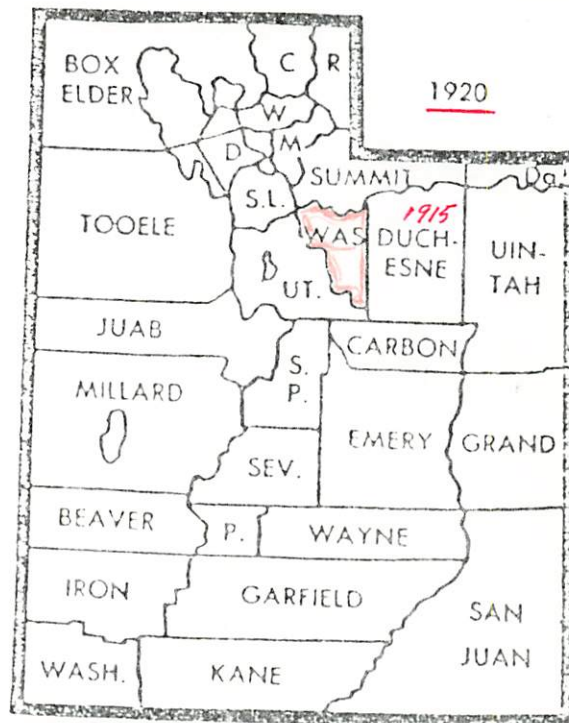 1920
BOX
ELDER
C
R
W
M
D
SUMMIT
Da.
S.L.
1915
TOOELE
WAS
DUCH-
ESNE
UIN-
TAH
UT.
JUAB
CARBON
S.
P.
MILLARD
EMERY
GRAND
SEV.
BEAVER
P.
WAYNE
IRON
GARFIELD
SAN
JUAN
WASH.
KANE